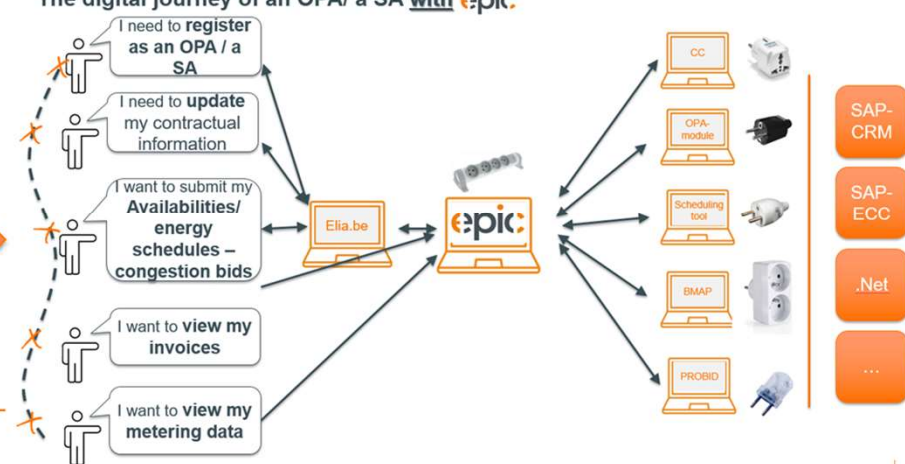 The digital journey of an OPA/ a SA with epic
I need to register
as an OPA / a
SA
I need to update
my contractual
information
I want to submit my
Availabilities/
energy
schedules –
congestion bids
I want to view my
invoices
I want to view my
metering data
Elia.be
epic
CC
OPA-
module
Scheduling
tool
BMAP
PROBID
SAP-
CRM
SAP-
ECC
.Net
...